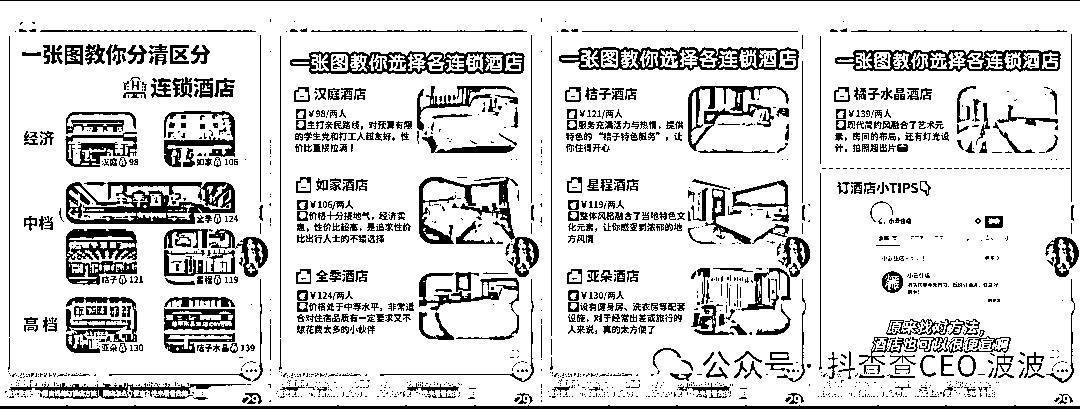 一张图教你分清区分
连锁酒店
经济
汉庭 98
如家 106
中档
全季 124
桔子 121
星程 119
高档
亚朵 130
桔子水晶 139
一张图教你选择各连锁酒店
汉庭酒店
¥98/两人
主打亲民路线，对预算有限
的学生党和打工人超友好，性
价比直接拉满！
如家酒店
¥106/两人
价格十分接地气，经济实
惠，性价比超高，是追求性价
比出行人士的不错选择
全季酒店
¥124/两人
价格处于中等水平，非常适
合对住宿品质有一定要求又不
想花费太多的小伙伴
一张图教你选择各连锁酒店
桔子酒店
¥121/两人
服务充满活力与热情，提供
特色的“桔子特色服务”，让
你住得开心
星程酒店
¥119/两人
整体风格融合了当地特色文
化元素，让你感受到浓郁的地
方风情
亚朵酒店
¥130/两人
设有健身房、洗衣房等配套
设施，对于经常出差或旅行的
人来说，真的太方便了
一张图教你选择各连锁酒店
橘子水晶酒店
¥139/两人
现代简约风融合了艺术元
素，房间的布局，还有灯光设
计，拍照超出片
订酒店小TIPS
原来找对方法，
酒店也可以很便宜啊
公众号·抖查查CEO-波波